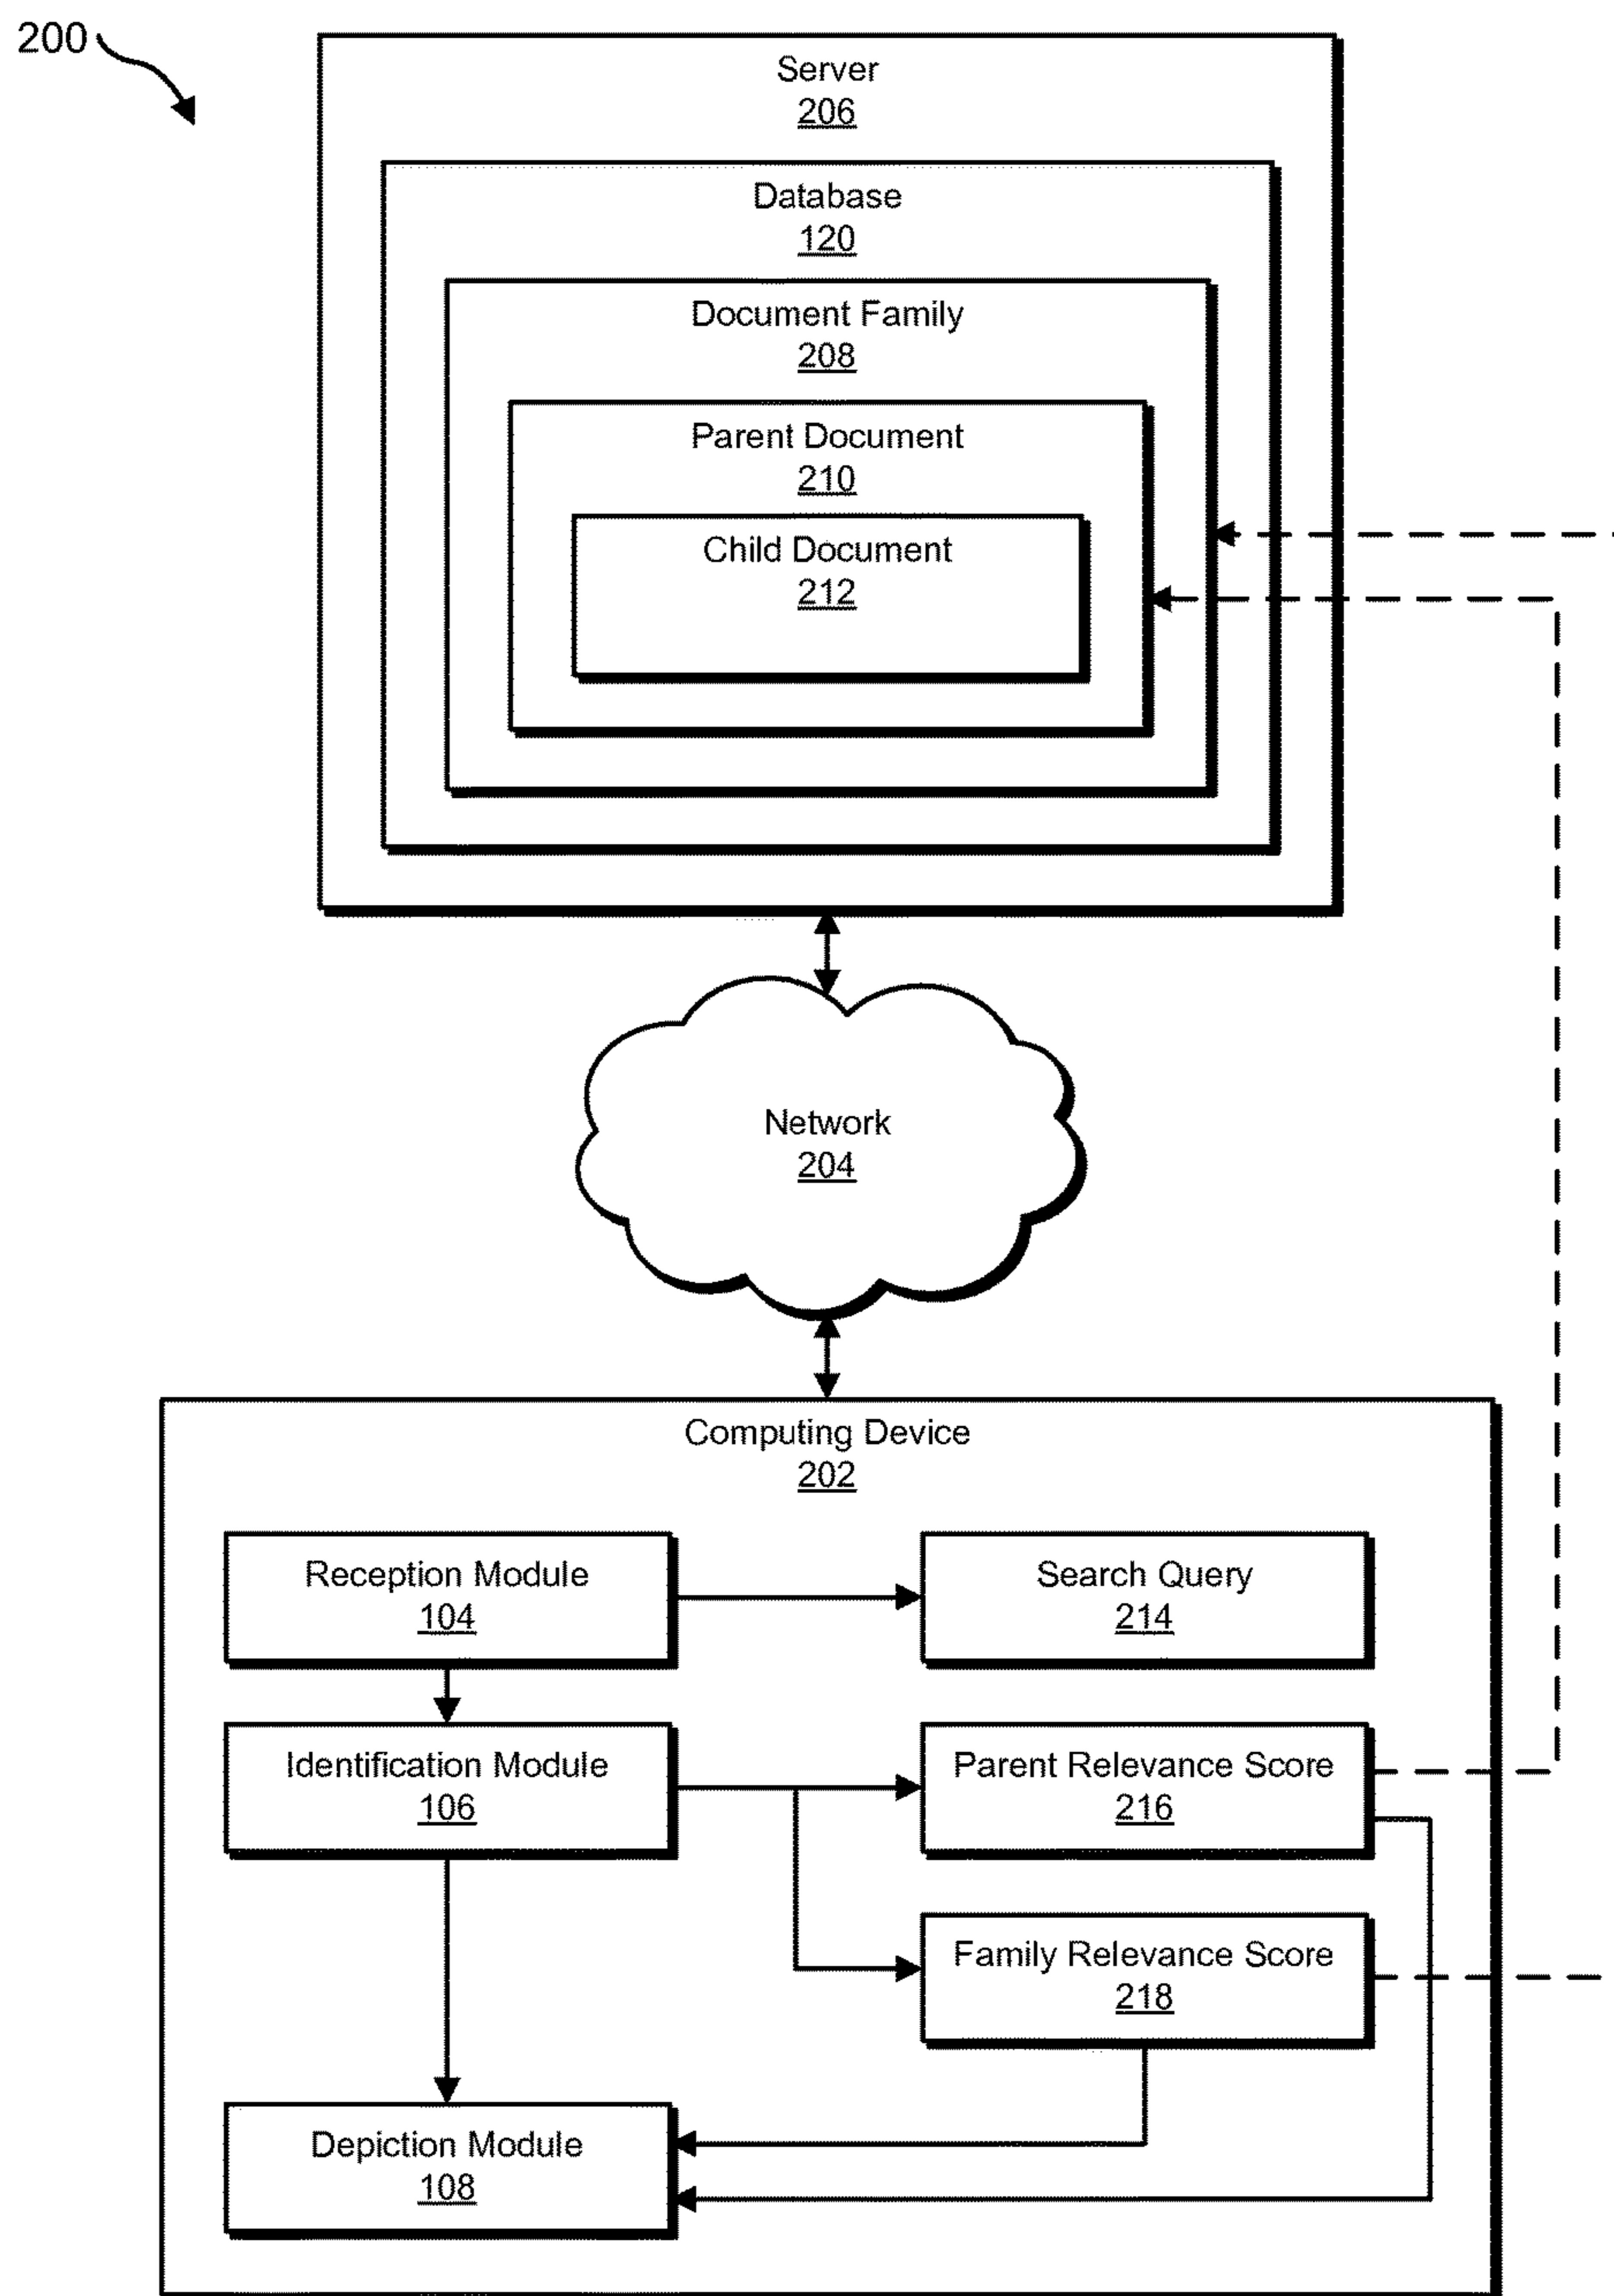 200
Server
206
Database
120
Document Family
208
Parent Document
210
Child Document
212
Network
204
Computing Device
202
Reception Module
104
Search Query
214
Identification Module
106
Parent Relevance Score
216
Family Relevance Score
218
Depiction Module
108